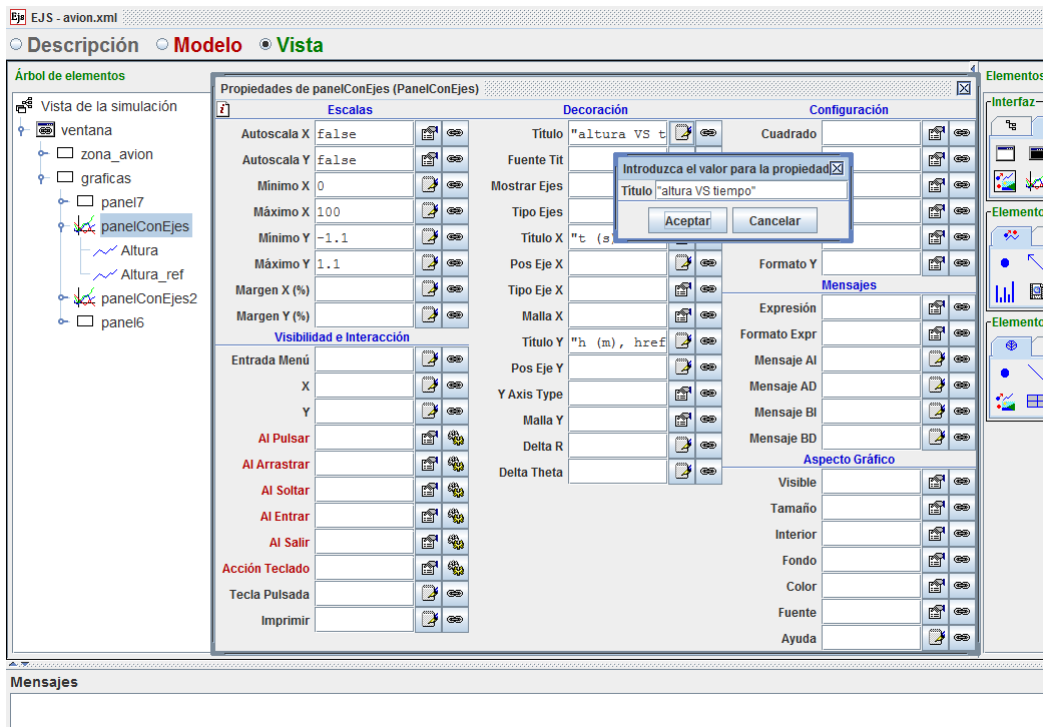 EJS - avion.xml
Descripción Modelo Vista
Árbol de elementos
Vista de la simulación
ventana
zona_avion
graficas
panel7
panelConEjes
Altura
Altura_ref
panelConEjes2
panel6
Propiedades de panelConEjes (PanelConEjes)
Escalas
Autoscala X false
Autoscala Y false
Mínimo X 0
Máximo X 100
Mínimo Y -1.1
Máximo Y 1.1
Margen X (%)
Margen Y (%)
Visibilidad e Interacción
Entrada Menú
X
Y
Al Pulsar
Al Arrastrar
Al Soltar
Al Entrar
Al Salir
Acción Teclado
Tecla Pulsada
Imprimir
Decoración
Título "altura VS t
Fuente Tit
Mostrar Ejes
Tipo Ejes
Título X "t (s)
Pos Eje X
Tipo Eje X
Malla X
Título Y "h (m), href
Pos Eje Y
Y Axis Type
Malla Y
Delta R
Delta Theta
Configuración
Cuadrado
Formato Y
Mensajes
Expresión
Formato Expr
Mensaje AI
Mensaje AD
Mensaje BI
Mensaje BD
Aspecto Gráfico
Visible
Tamaño
Interior
Fondo
Color
Fuente
Ayuda
Introduzca el valor para la propiedad
Título "altura VS tiempo"
Aceptar Cancelar
Elementos
Interfaz
Elemento
Elemento
Mensajes